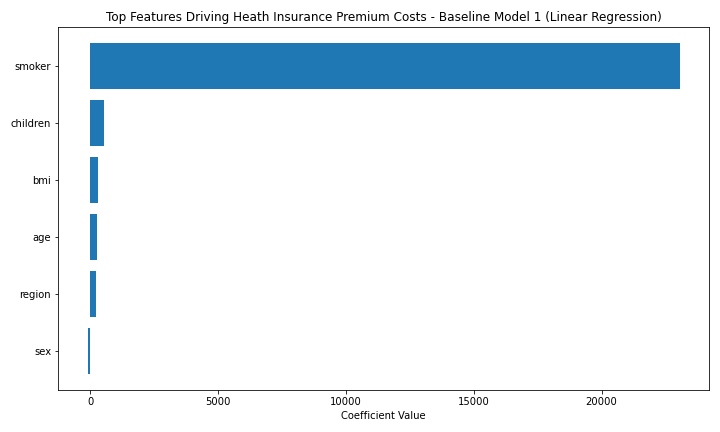 Top Features Driving Heath Insurance Premium Costs - Baseline Model 1 (Linear Regression)
smoker
children
bmi
age
region
sex
0 5000 10000 15000 20000
Coefficient Value